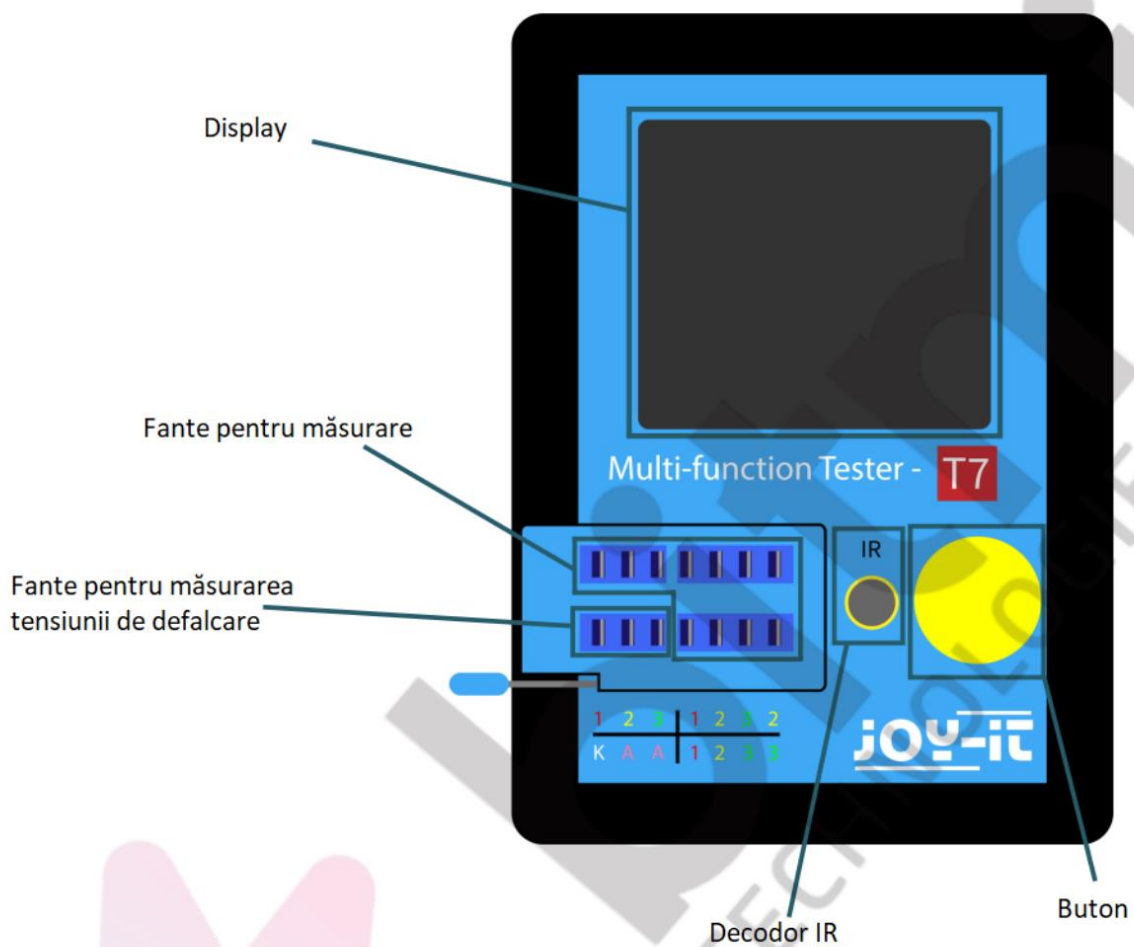 Display
Fante pentru măsurare
Multi-function Tester - T7
Fante pentru măsurarea
tensiunii de defalcare
IR
1 2 3 1 2 3 2
K A A 1 2 3 3
JOY-iT
Decodor IR
Buton